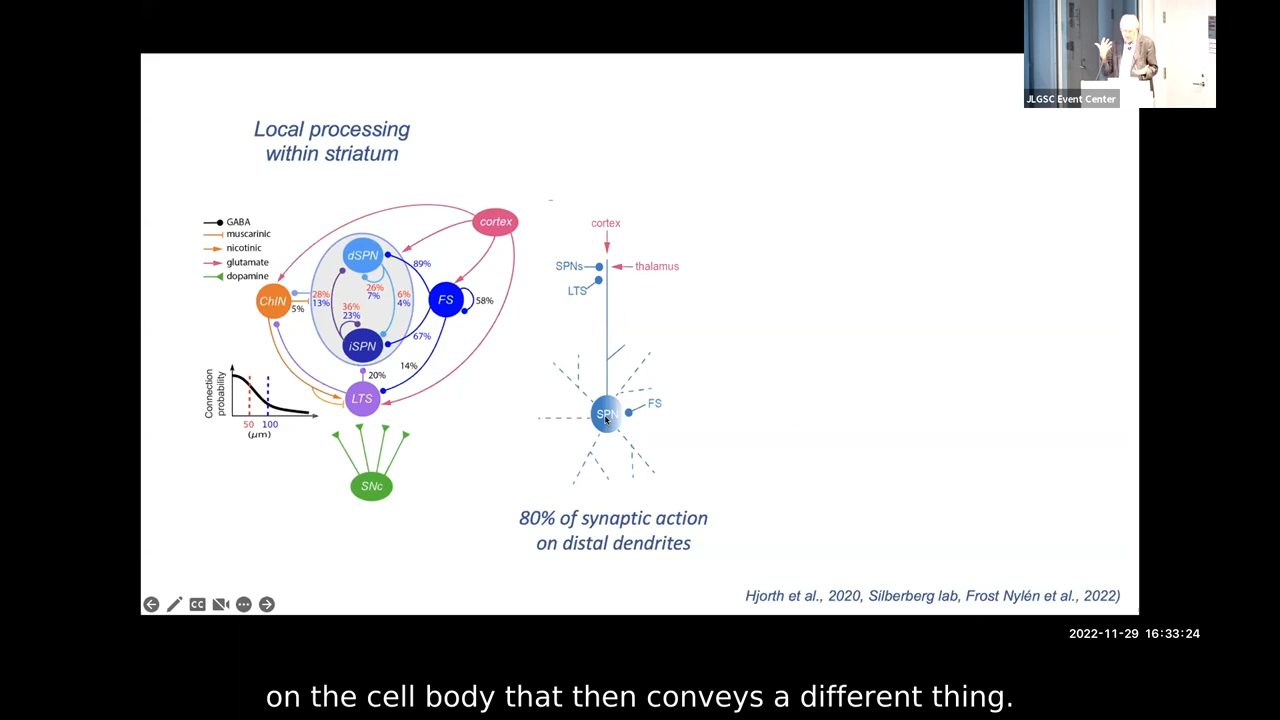 JLGSC Event Center
Local processing
within striatum
GABA
muscarinic
nicotinic
glutamate
dopamine
cortex
dSPN
89%
26%
7%
ChIN
5%
28%
13%
6%
4%
36%
23%
FS
58%
iSPN
67%
14%
20%
LTS
Connection
probability
50 100
(µm)
SNc
cortex
SPNs
thalamus
LTS
SPN
FS
80% of synaptic action
on distal dendrites
Hjorth et al., 2020, Silberberg lab, Frost Nylén et al., 2022)
CC
2022-11-29 16:33:24
on the cell body that then conveys a different thing.